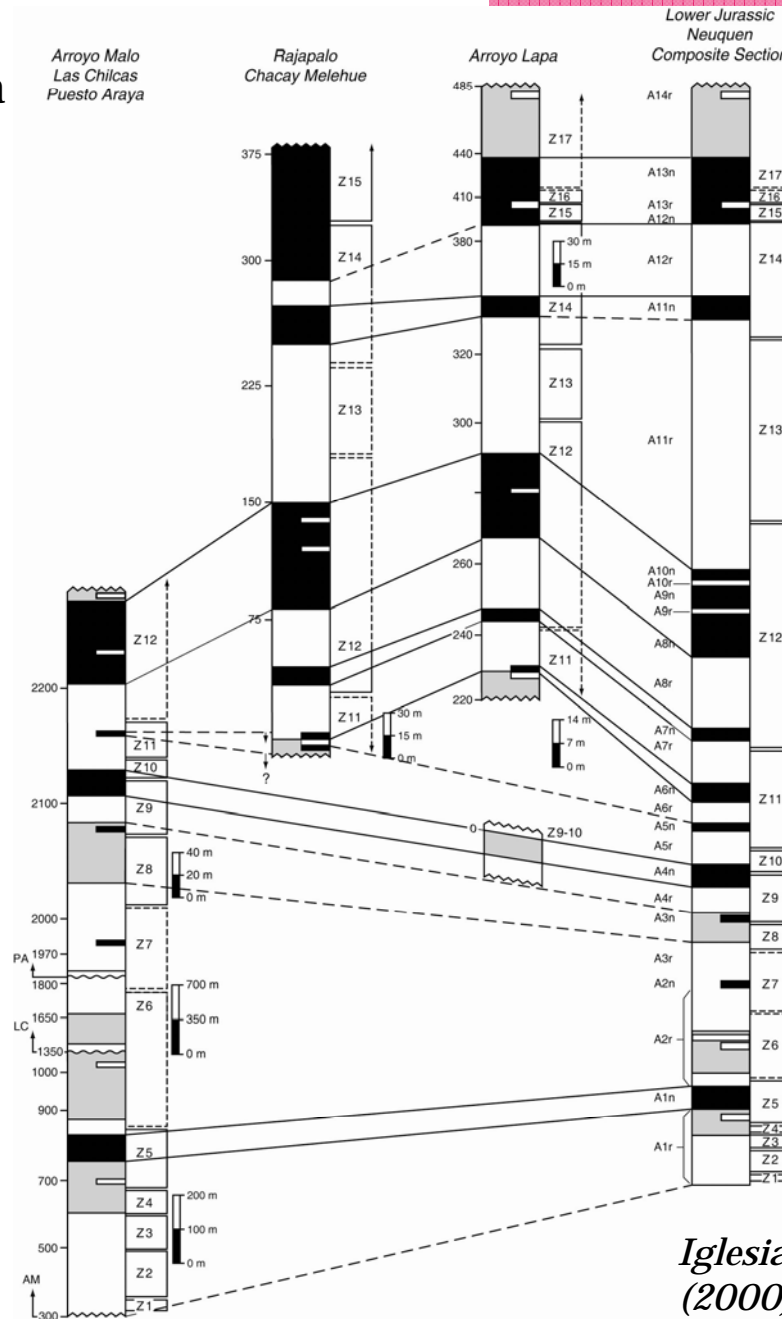 Lower Jurassic
Neuquen
Composite Section
Arroyo Malo
Las Chilcas
Puesto Araya
Rajapalo
Chacay Melehue
Arroyo Lapa
2200
2100
2000
1970
PA
1800
1650
LC
1350
1000
900
700
500
AM
300
Z12
Z11
Z10
Z9
Z8
Z7
Z6
Z5
Z4
Z3
Z2
Z1
40 m
20 m
0 m
700 m
350 m
0 m
200 m
100 m
0 m
375
300
225
150
75
Z15
Z14
Z13
Z12
Z11
?
30 m
15 m
0 m
485
440
410
380
320
300
260
240
220
Z17
Z16
Z15
Z14
Z13
Z12
Z11
30 m
15 m
0 m
14 m
7 m
0 m
0
Z9-10
A14r
A13n
A13r
A12n
A12r
A11n
A11r
A10n
A10r
A9n
A9r
A8n
A8r
A7n
A7r
A6n
A6r
A5n
A5r
A4n
A4r
A3n
A3r
A2n
A2r
A1n
A1r
Z17
Z16
Z15
Z14
Z13
Z12
Z11
Z10
Z9
Z8
Z7
Z6
Z5
Z4
Z3
Z2
Z1
Iglesia
(2000)